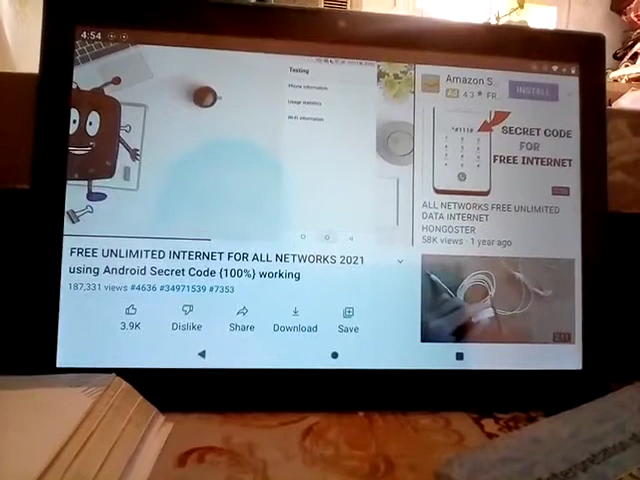 4:54
Testing
Phone information
Usage statistics
Wi-Fi information
FREE UNLIMITED INTERNET FOR ALL NETWORKS 2021
using Android Secret Code {100%} working
187,331 views #4636 #34971539 #7353
3.9K
Dislike
Share
Download
Save
Amazon S..
Ad 4.3 ★ FR
INSTALL
*#111#
SECRET CODE
FOR
FREE INTERNET
ALL NETWORKS FREE UNLIMITED
DATA INTERNET
HONGOSTER
58K views · 1 year ago